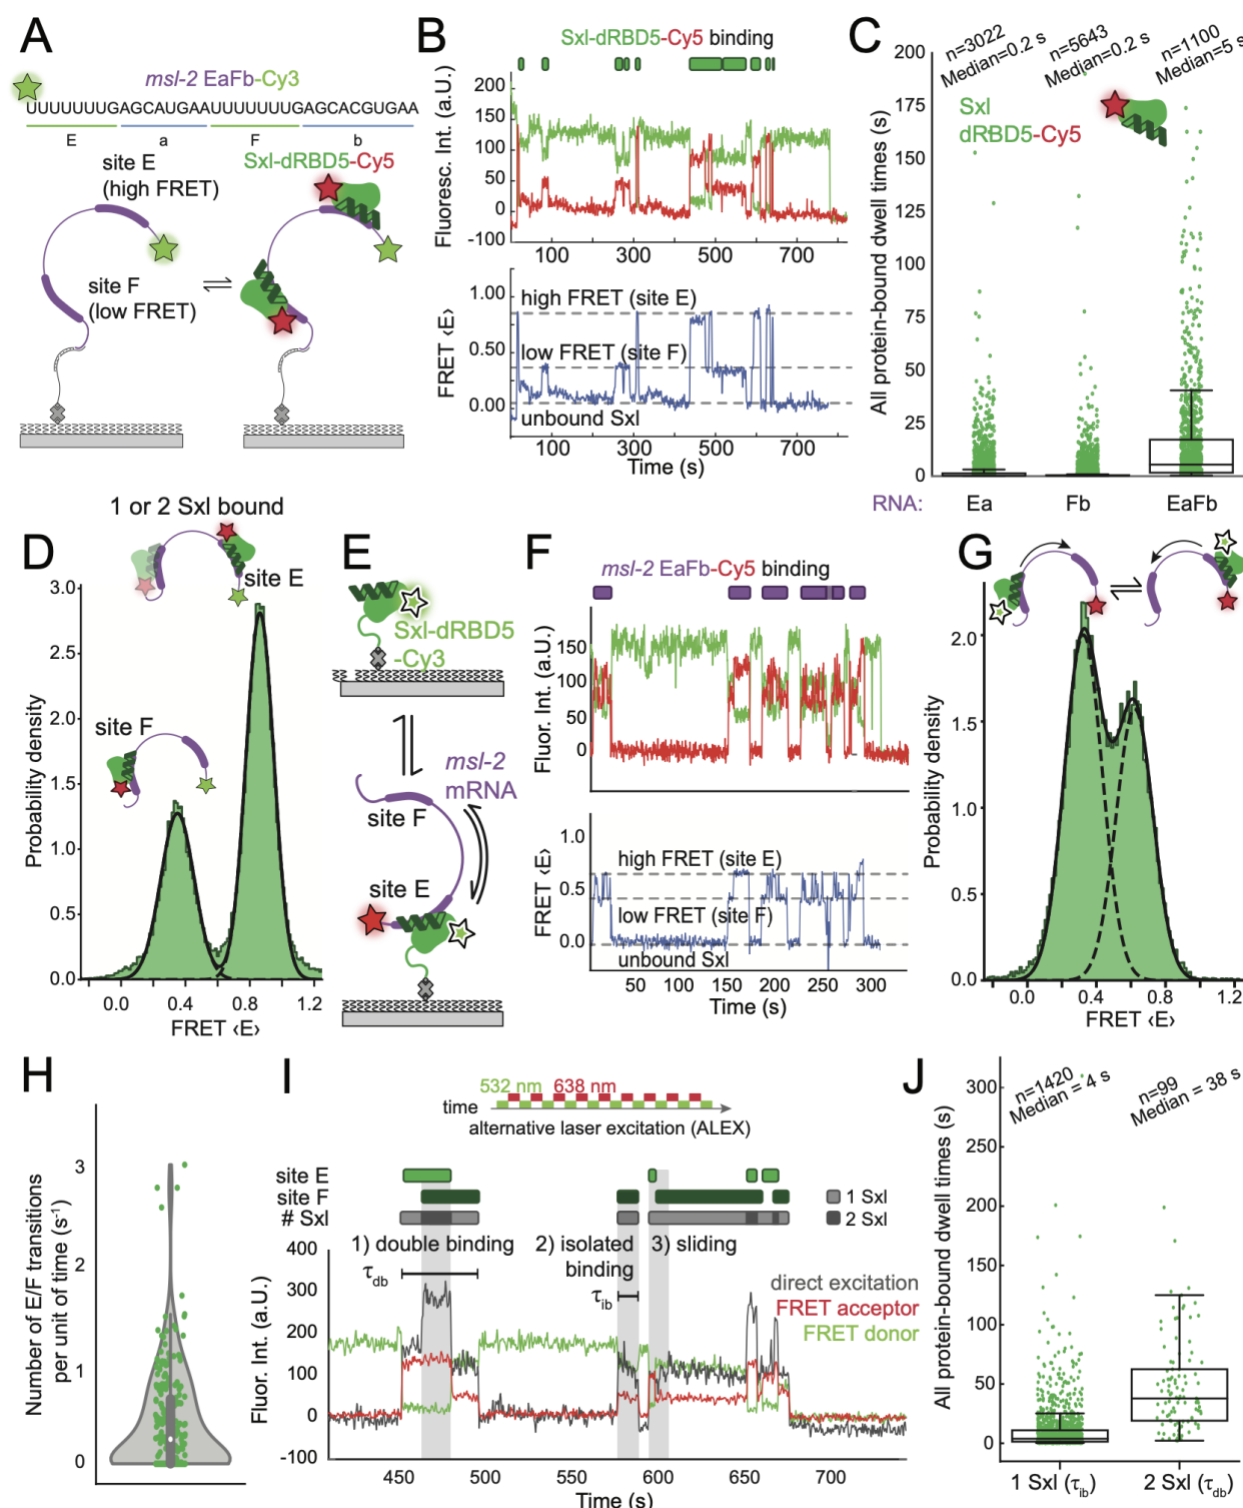 A
msl-2 EaFb-Cy3
UUUUUUUGAGCAUGAAUUUUUUUGAGCACGUGAA
E a F b
site E
(high FRET)
Sxl-dRBD5-Cy5
site F
(low FRET)
B
Sxl-dRBD5-Cy5 binding
Fluoresc. Int. (a.U.)
200
150
100
50
0
-100
100 300 500 700
FRET ‹E›
1.00
0.50
0.00
high FRET (site E)
low FRET (site F)
unbound Sxl
100 300 500 700
Time (s)
C
n=3022
Median=0.2 s
n=5643
Median=0.2 s
n=1100
Median=5 s
Sxl
dRBD5-Cy5
All protein-bound dwell times (s)
200
175
150
125
100
75
50
25
0
RNA: Ea Fb EaFb
1 or 2 Sxl bound
D
site E
site F
Probability density
3.0
2.5
2.0
1.5
1.0
0.5
0.0
0.0 0.4 0.8 1.2
FRET ‹E›
E
Sxl-dRBD5
-Cy3
msl-2
mRNA
site F
site E
F
msl-2 EaFb-Cy5 binding
Fluor. Int. (a.U.)
150
100
50
0
FRET ‹E›
1.0
0.5
0.0
high FRET (site E)
low FRET (site F)
unbound Sxl
50 100 150 200 250 300
Time (s)
G
Probability density
2.0
1.5
1.0
0.5
0.0
0.0 0.4 0.8 1.2
FRET ‹E›
H
Number of E/F transitions
per unit of time (s⁻¹)
3
2
1
0
I
532 nm 638 nm
time
alternative laser excitation (ALEX)
site E
site F
# Sxl
1 Sxl
2 Sxl
1) double binding
2) isolated
binding
3) sliding
τdb
τib
direct excitation
FRET acceptor
FRET donor
Fluor. Int. (a.U.)
400
300
200
100
0
-100
450 500 550 600 650 700
Time (s)
J
n=1420
Median = 4 s
n=99
Median = 38 s
All protein-bound dwell times (s)
300
250
200
150
100
50
0
1 Sxl (τib) 2 Sxl (τdb)